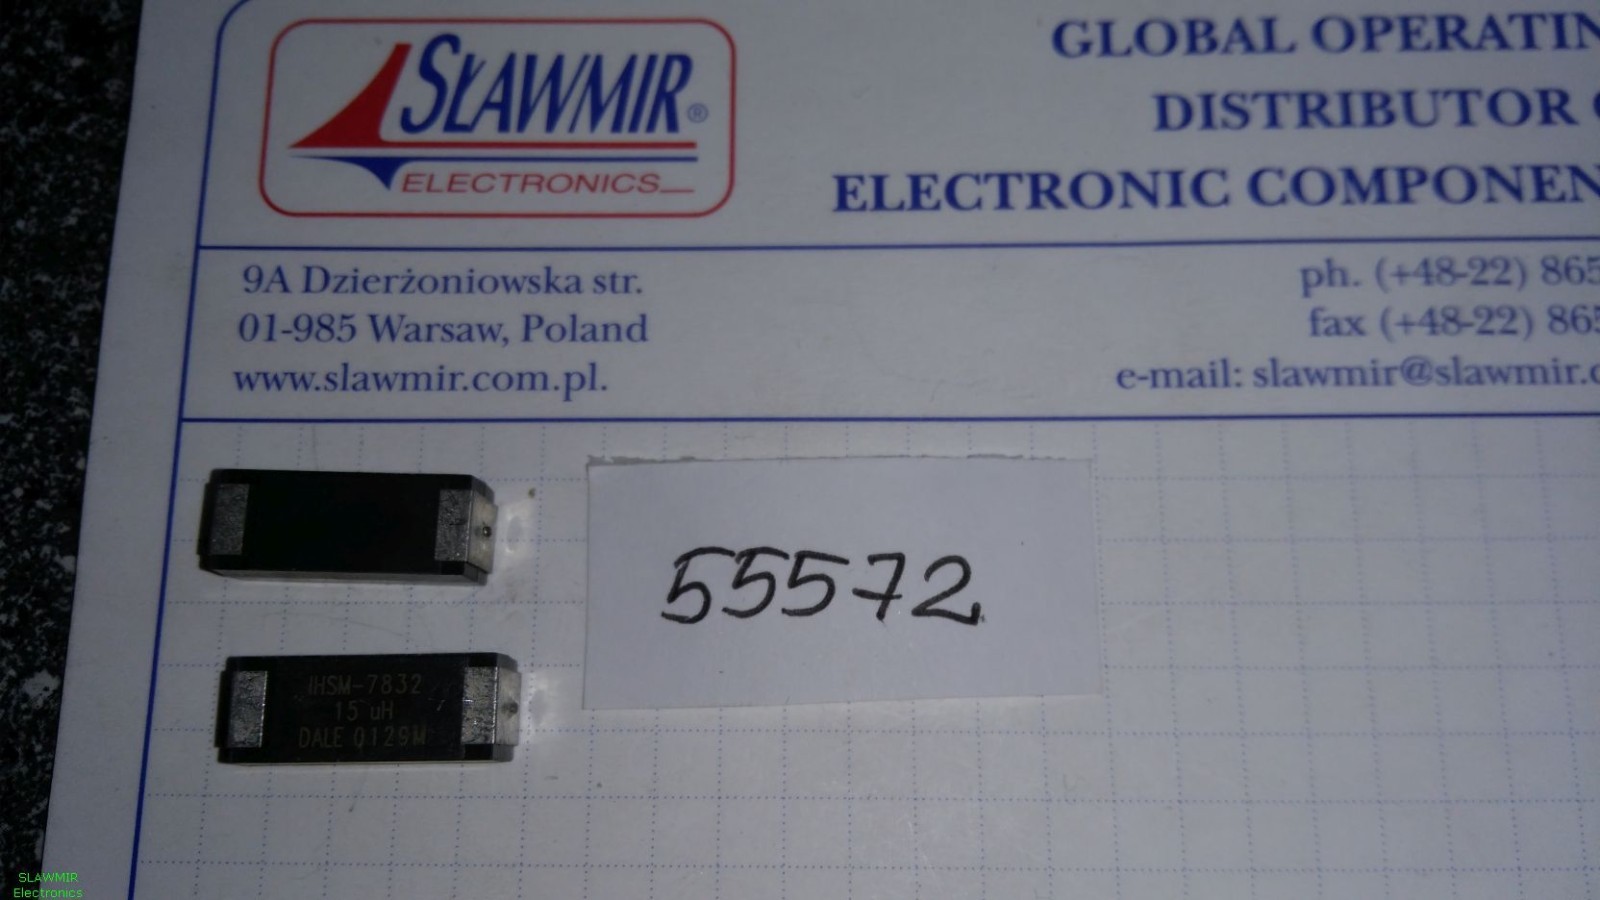 SŁAWMIR®
ELECTRONICS
GLOBAL OPERATIN
DISTRIBUTOR
ELECTRONIC COMPONEN
9A Dzierżoniowska str.
01-985 Warsaw, Poland
www.slawmir.com.pl.
ph. (+48-22) 865
fax (+48-22) 865
e-mail: slawmir@slawmir.c
55572
IHSM-7832
15 uH
DALE 0129M
SLAWMIR
Electronics